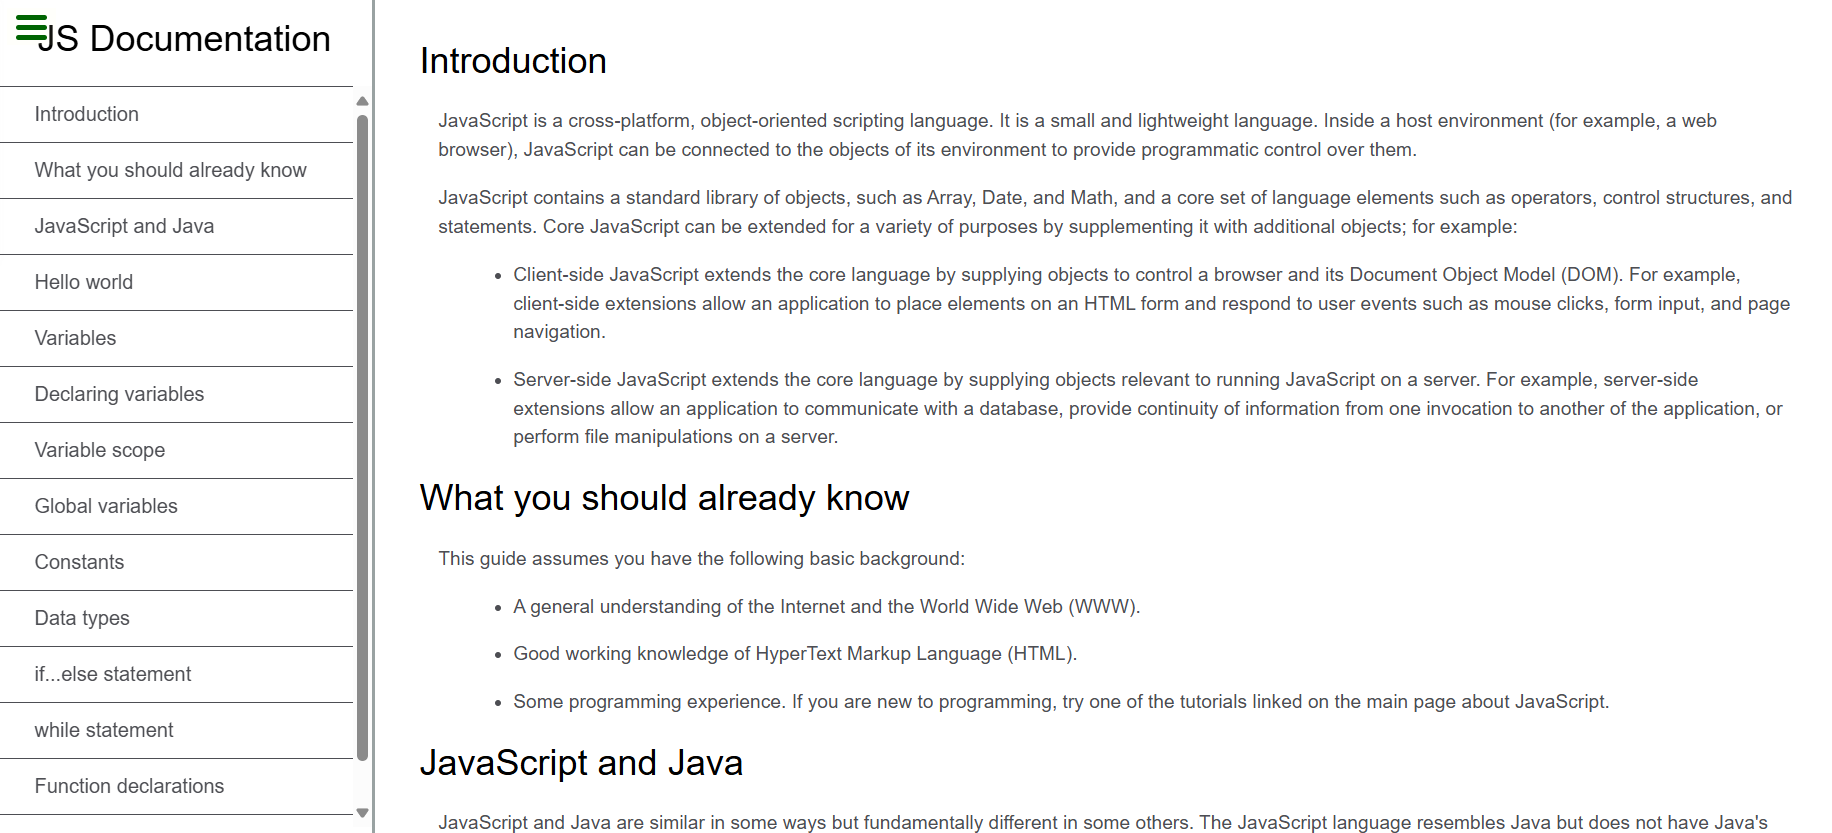 JS Documentation
Introduction
What you should already know
JavaScript and Java
Hello world
Variables
Declaring variables
Variable scope
Global variables
Constants
Data types
if...else statement
while statement
Function declarations
Introduction
JavaScript is a cross-platform, object-oriented scripting language. It is a small and lightweight language. Inside a host environment (for example, a web
browser), JavaScript can be connected to the objects of its environment to provide programmatic control over them.
JavaScript contains a standard library of objects, such as Array, Date, and Math, and a core set of language elements such as operators, control structures, and
statements. Core JavaScript can be extended for a variety of purposes by supplementing it with additional objects; for example:
• Client-side JavaScript extends the core language by supplying objects to control a browser and its Document Object Model (DOM). For example,
client-side extensions allow an application to place elements on an HTML form and respond to user events such as mouse clicks, form input, and page
navigation.
• Server-side JavaScript extends the core language by supplying objects relevant to running JavaScript on a server. For example, server-side
extensions allow an application to communicate with a database, provide continuity of information from one invocation to another of the application, or
perform file manipulations on a server.
What you should already know
This guide assumes you have the following basic background:
• A general understanding of the Internet and the World Wide Web (WWW).
• Good working knowledge of HyperText Markup Language (HTML).
• Some programming experience. If you are new to programming, try one of the tutorials linked on the main page about JavaScript.
JavaScript and Java
JavaScript and Java are similar in some ways but fundamentally different in some others. The JavaScript language resembles Java but does not have Java's